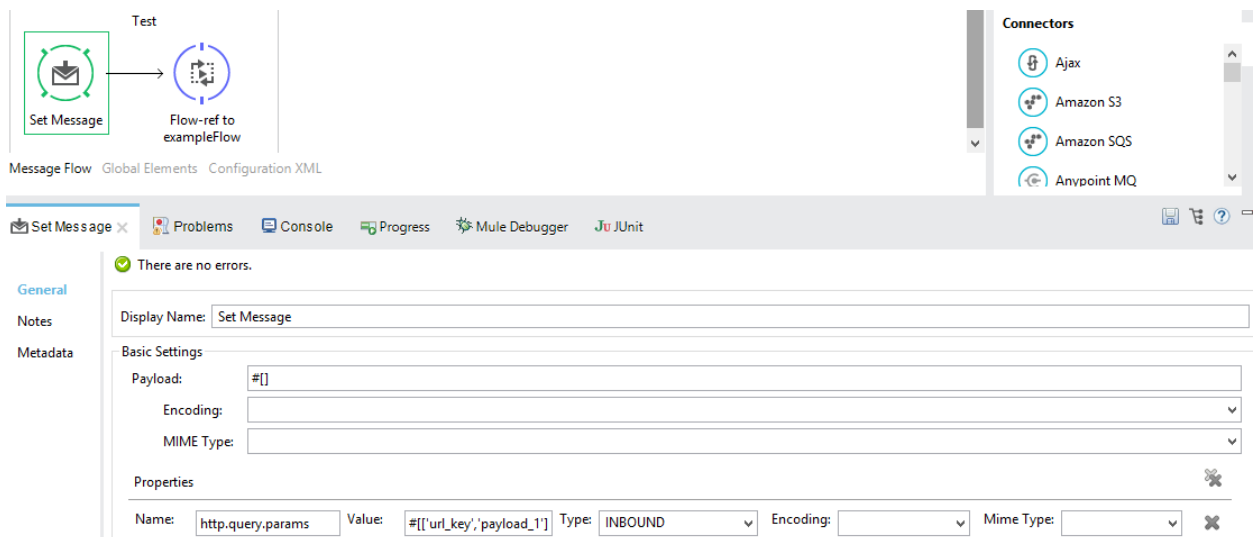 Test
Set Message
Flow-ref to
exampleFlow
Message Flow Global Elements Configuration XML
Connectors
Ajax
Amazon S3
Amazon SQS
Anypoint MQ
Set Message Problems Console Progress Mule Debugger Ju JUnit
There are no errors.
General
Notes
Metadata
Display Name: Set Message
Basic Settings
Payload: #[]
Encoding:
MIME Type:
Properties
Name: http.query.params Value: #[['url_key','payload_1'] Type: INBOUND Encoding: Mime Type: